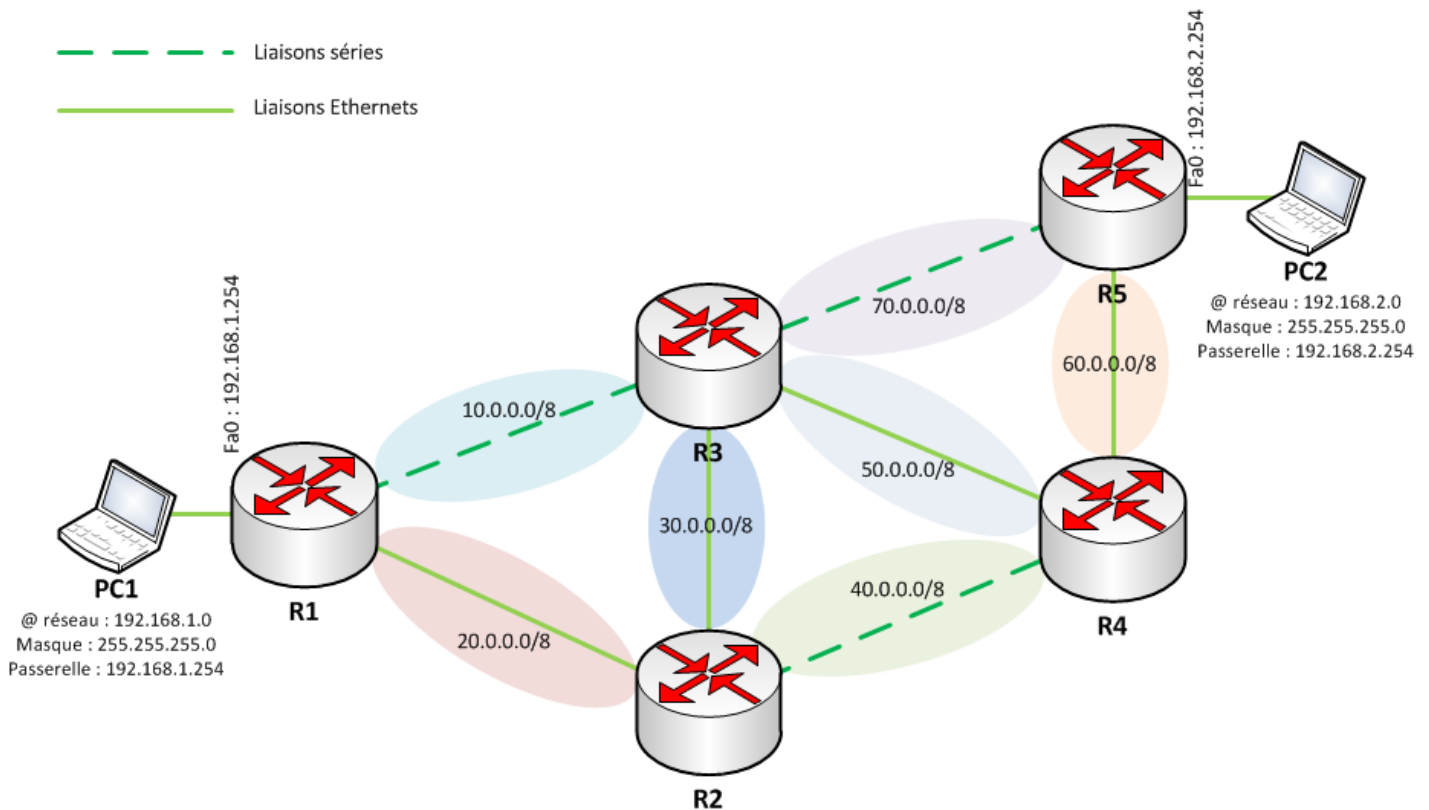 Liaisons séries
Liaisons Ethernets
Fa0 : 192.168.2.254
R5
PC2
@ réseau : 192.168.2.0
Masque : 255.255.255.0
Passerelle : 192.168.2.254
70.0.0.0/8
60.0.0.0/8
Fa0 : 192.168.1.254
10.0.0.0/8
R3
50.0.0.0/8
30.0.0.0/8
PC1
@ réseau : 192.168.1.0
Masque : 255.255.255.0
Passerelle : 192.168.1.254
R1
20.0.0.0/8
40.0.0.0/8
R4
R2